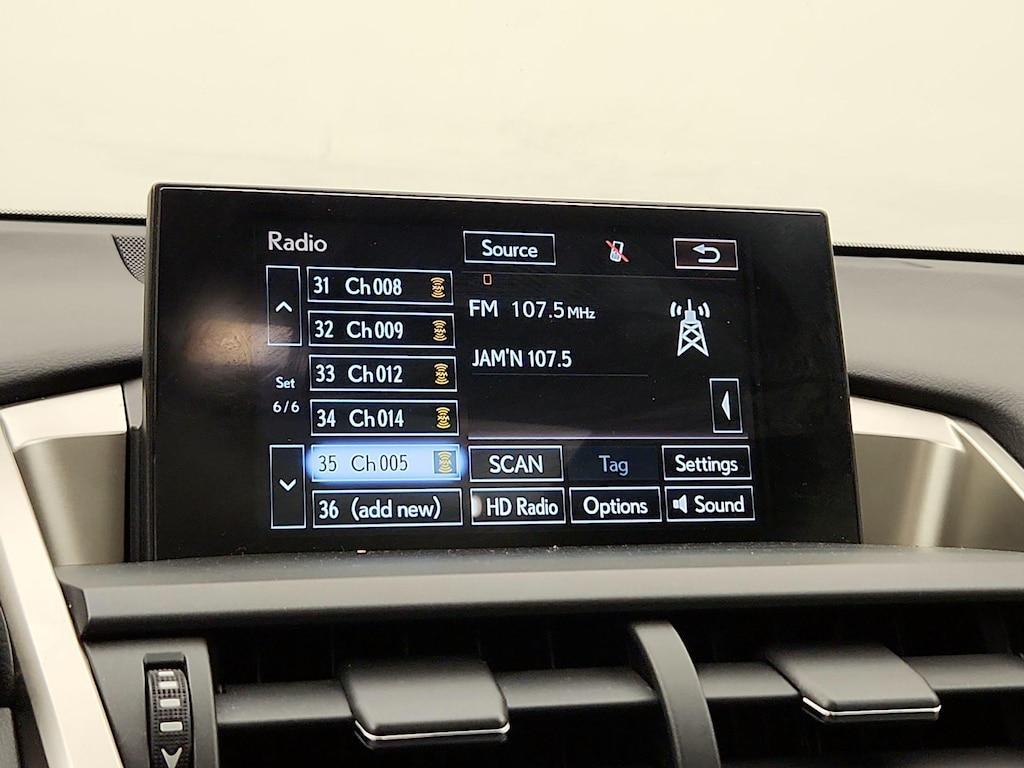 Radio
Source
31 Ch008
32 Ch009
33 Ch012
34 Ch014
35 Ch005
36 (add new)
Set
6/6
FM 107.5 MHz
JAM'N 107.5
SCAN
Tag
Settings
HD Radio
Options
Sound